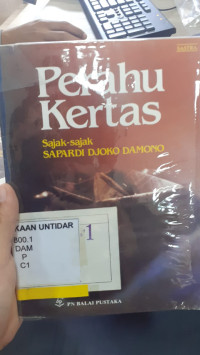 Perahu
Kertas
Sajak-sajak
SAPARDI DJOKO DAMONO
KAAN UNTIDAR
800.1
DAM
P
C1
1
PN BALAI PUSTAKA